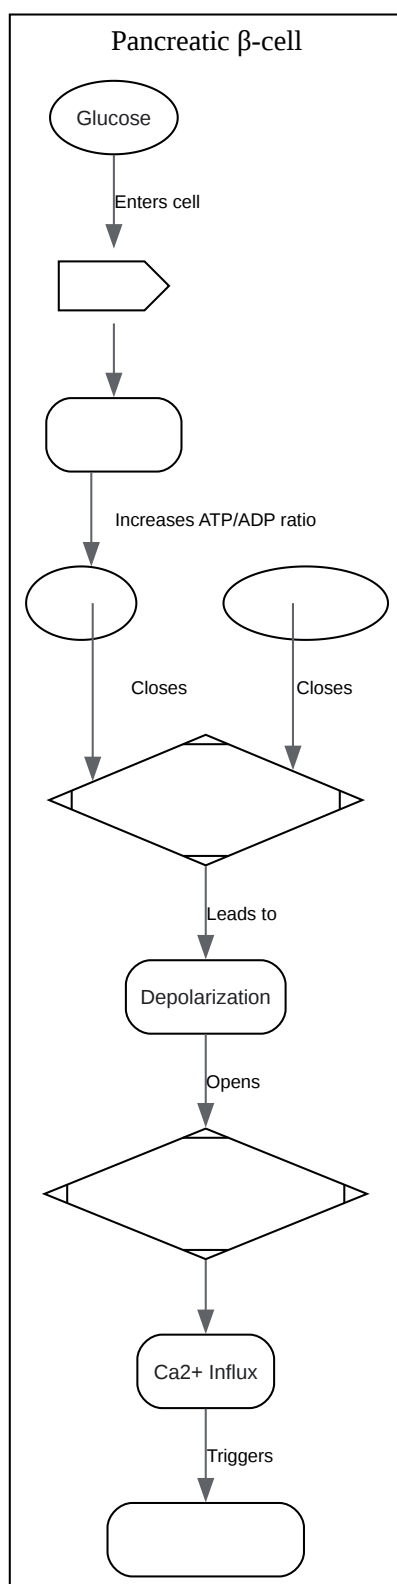 Pancreatic β-cell
Glucose
Enters cell
Increases ATP/ADP ratio
Closes
Closes
Leads to
Depolarization
Opens
Ca2+ Influx
Triggers